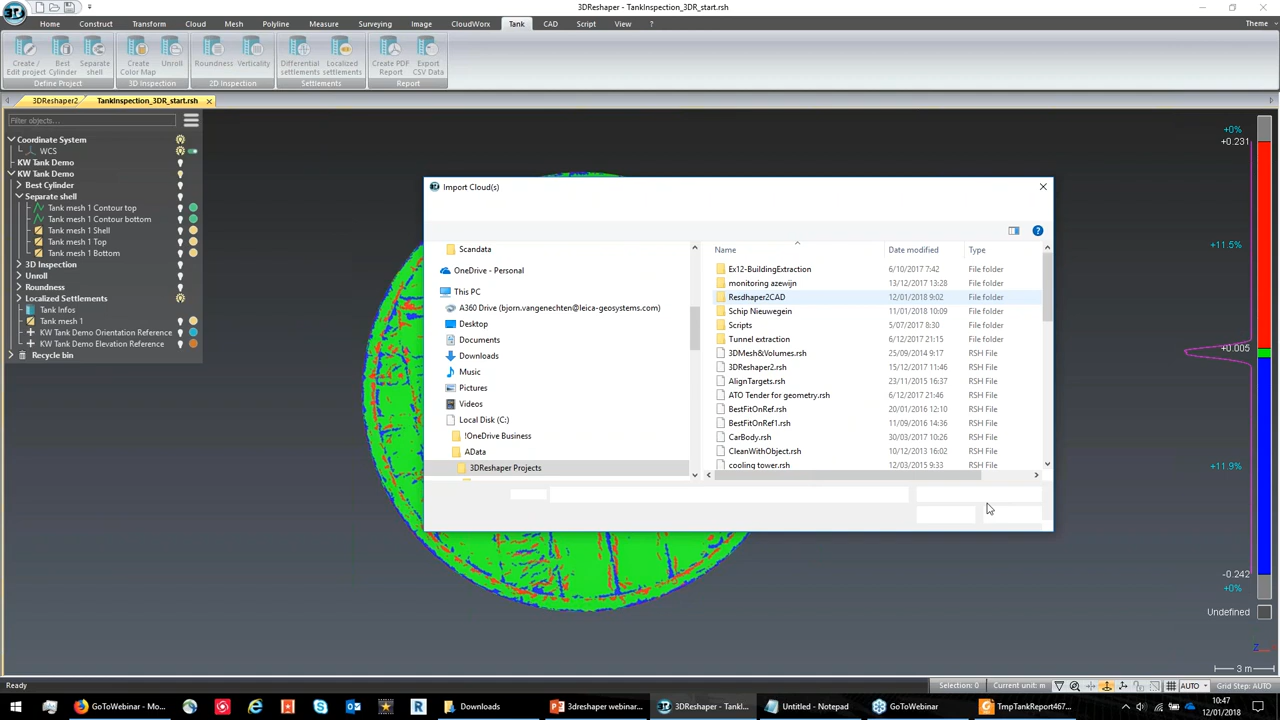 3DReshaper - TankInspection_3DR_start.rsh
Home Construct Transform Cloud Mesh Polyline Measure Surveying Image CloudWorx Tank CAD Script View ? Theme
Create / Edit project
Best Cylinder
Separate shell
Create Color Map
Unroll
Roundness
Verticality
Differential settlements
Localized settlements
Create PDF Report
Export CSV Data
Define Project 3D Inspection 2D Inspection Settlements Report
3DReshaper2 TankInspection_3DR_start.rsh
Filter objects...
Coordinate System
WCS
KW Tank Demo
KW Tank Demo
Best Cylinder
Separate shell
Tank mesh 1 Contour top
Tank mesh 1 Contour bottom
Tank mesh 1 Shell
Tank mesh 1 Top
Tank mesh 1 Bottom
3D Inspection
Unroll
Roundness
Localized Settlements
Tank Infos
Tank mesh 1
KW Tank Demo Orientation Reference
KW Tank Demo Elevation Reference
Recycle bin
Import Cloud(s)
Scandata
OneDrive - Personal
This PC
A360 Drive (bjorn.vangenechten@leica-geosystems.com)
Desktop
Documents
Downloads
Music
Pictures
Videos
Local Disk (C:)
!OneDrive Business
AData
3DReshaper Projects
Name Date modified Type
Ex12-BuildingExtraction 6/10/2017 7:42 File folder
monitoring azewijn 13/12/2017 13:28 File folder
Resdhaper2CAD 12/01/2018 9:02 File folder
Schip Nieuwegein 11/01/2018 10:09 File folder
Scripts 5/07/2017 8:30 File folder
Tunnel extraction 6/12/2017 21:15 File folder
3DMesh&Volumes.rsh 25/09/2014 9:17 RSH File
3DReshaper2.rsh 15/12/2017 11:46 RSH File
AlignTargets.rsh 23/11/2015 16:37 RSH File
ATO Tender for geometry.rsh 6/12/2017 21:46 RSH File
BestFitOnRef.rsh 20/01/2016 12:10 RSH File
BestFitOnRef1.rsh 11/09/2016 14:36 RSH File
CarBody.rsh 30/03/2017 10:26 RSH File
CleanWithObject.rsh 10/12/2013 16:02 RSH File
cooling tower.rsh 12/03/2015 9:33 RSH File
+0%
+0.231
+11.5%
+0.005
+11.9%
-0.242
+0%
Undefined
Z
3 m
Ready Selection: 0 Current unit: m AUTO Grid Step: AUTO
GoToWebinar - Mo... Downloads 3dreshaper webinar... 3DReshaper - TankI... Untitled - Notepad GoToWebinar TmpTankReport467...
10:47
12/01/2018